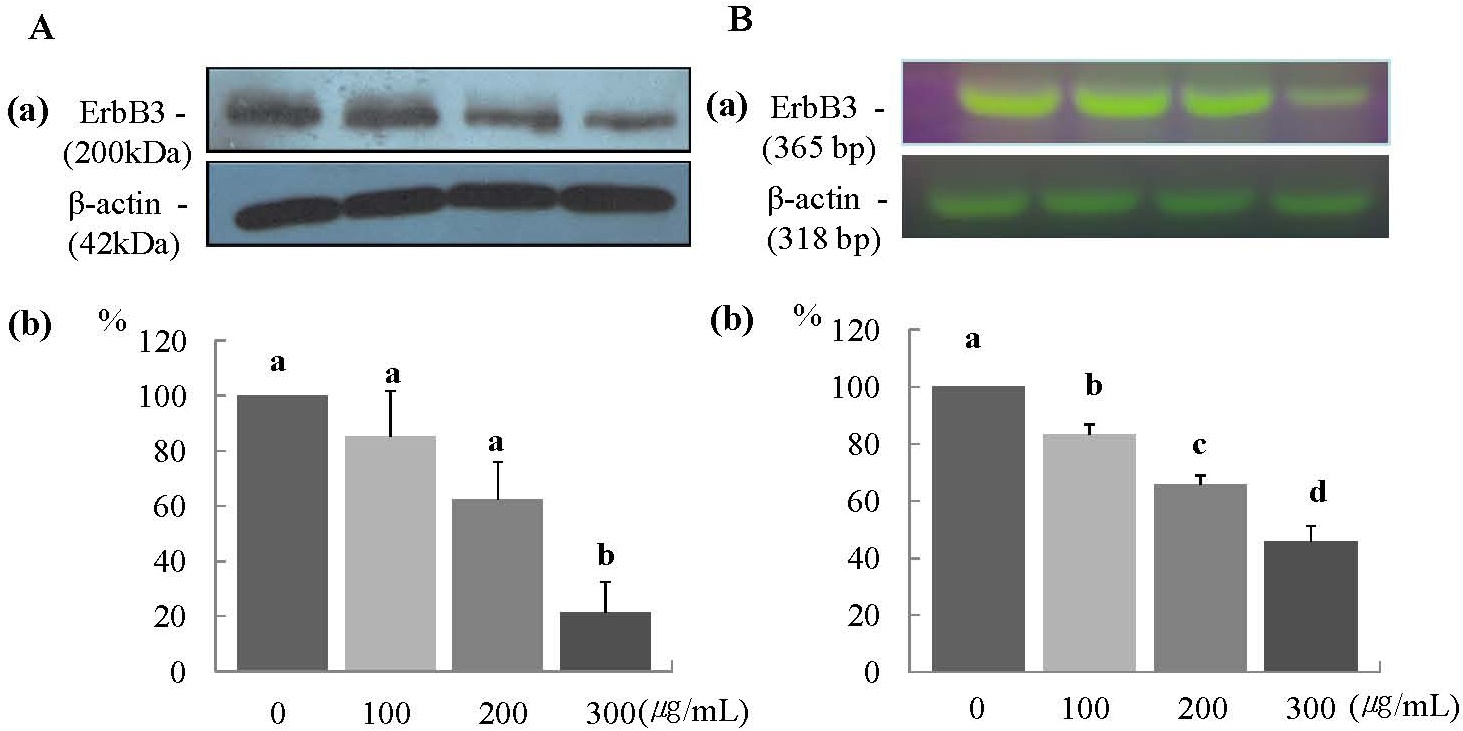 A
(a)
ErbB3 -
(200kDa)
β-actin -
(42kDa)
(b)
%
120
100
80
60
40
20
0
a
a
a
b
0 100 200 300(μg/mL)
B
(a)
ErbB3 -
(365 bp)
β-actin -
(318 bp)
(b)
%
120
100
80
60
40
20
0
a
b
c
d
0 100 200 300 (μg/mL)